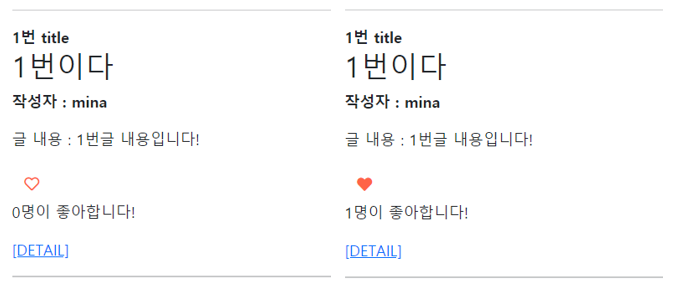 1번 title
1번이다
작성자 : mina
글 내용 : 1번글 내용입니다!
0명이 좋아합니다!
[DETAIL]
1번 title
1번이다
작성자 : mina
글 내용 : 1번글 내용입니다!
1명이 좋아합니다!
[DETAIL]